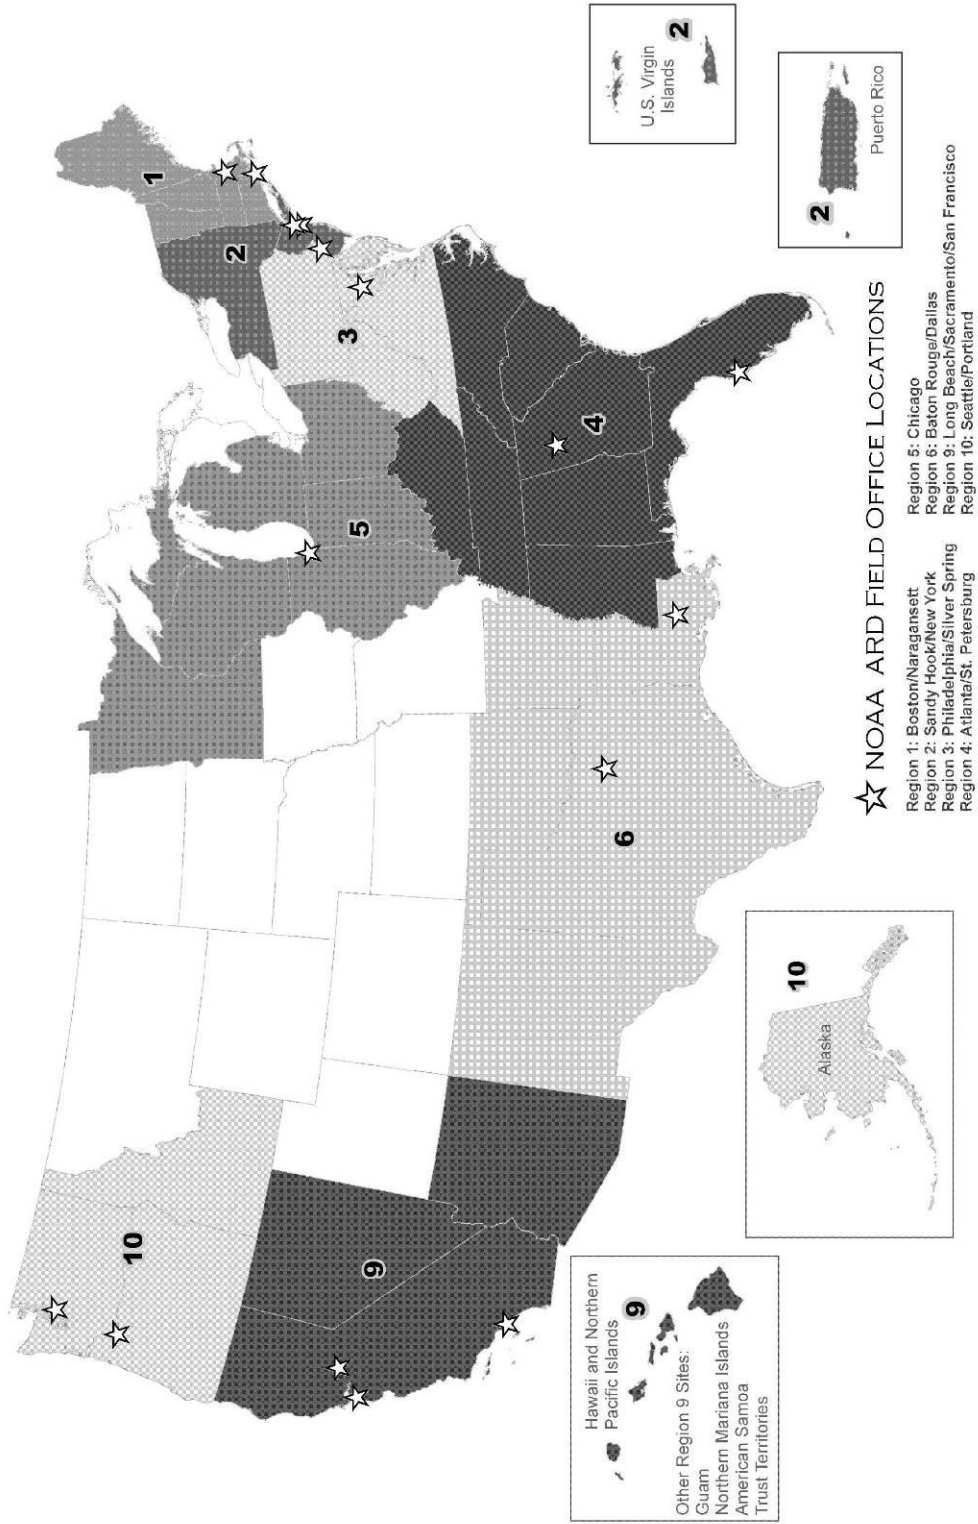 1
2
3
4
5
6
9
10
U.S. Virgin
Islands
2
2
Puerto Rico
Hawaii and Northern
Pacific Islands
9
Other Region 9 Sites:
Guam
Northern Mariana Islands
American Samoa
Trust Territories
10
Alaska
NOAA ARD FIELD OFFICE LOCATIONS
Region 1: Boston/Naragansett
Region 2: Sandy Hook/New York
Region 3: Philadelphia/Silver Spring
Region 4: Atlanta/St. Petersburg
Region 5: Chicago
Region 6: Baton Rouge/Dallas
Region 9: Long Beach/Sacramento/San Francisco
Region 10: Seattle/Portland